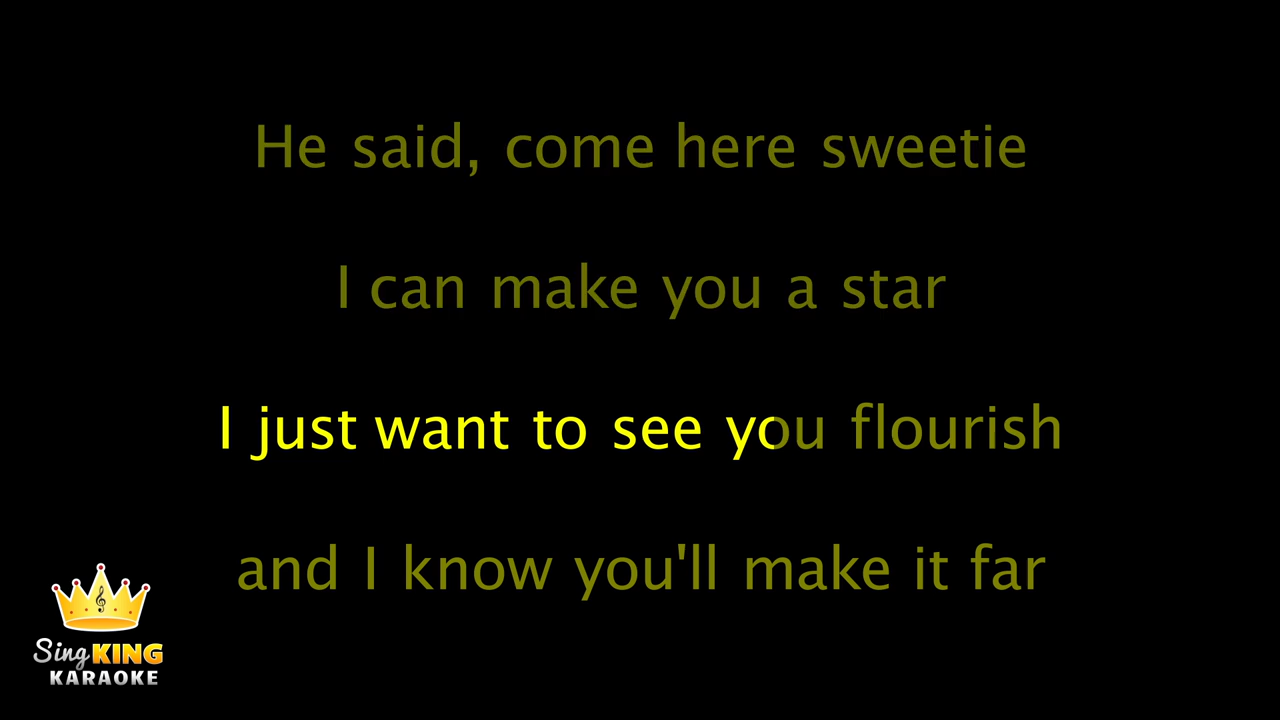 He said, come here sweetie
I can make you a star
I just want to see you flourish
and I know you'll make it far
Sing KING
KARAOKE